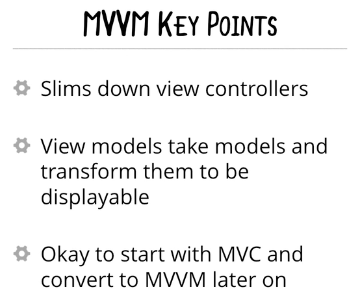 MVVM KEY POINTS
Slims down view controllers
View models take models and
transform them to be
displayable
Okay to start with MVC and
convert to MVVM later on